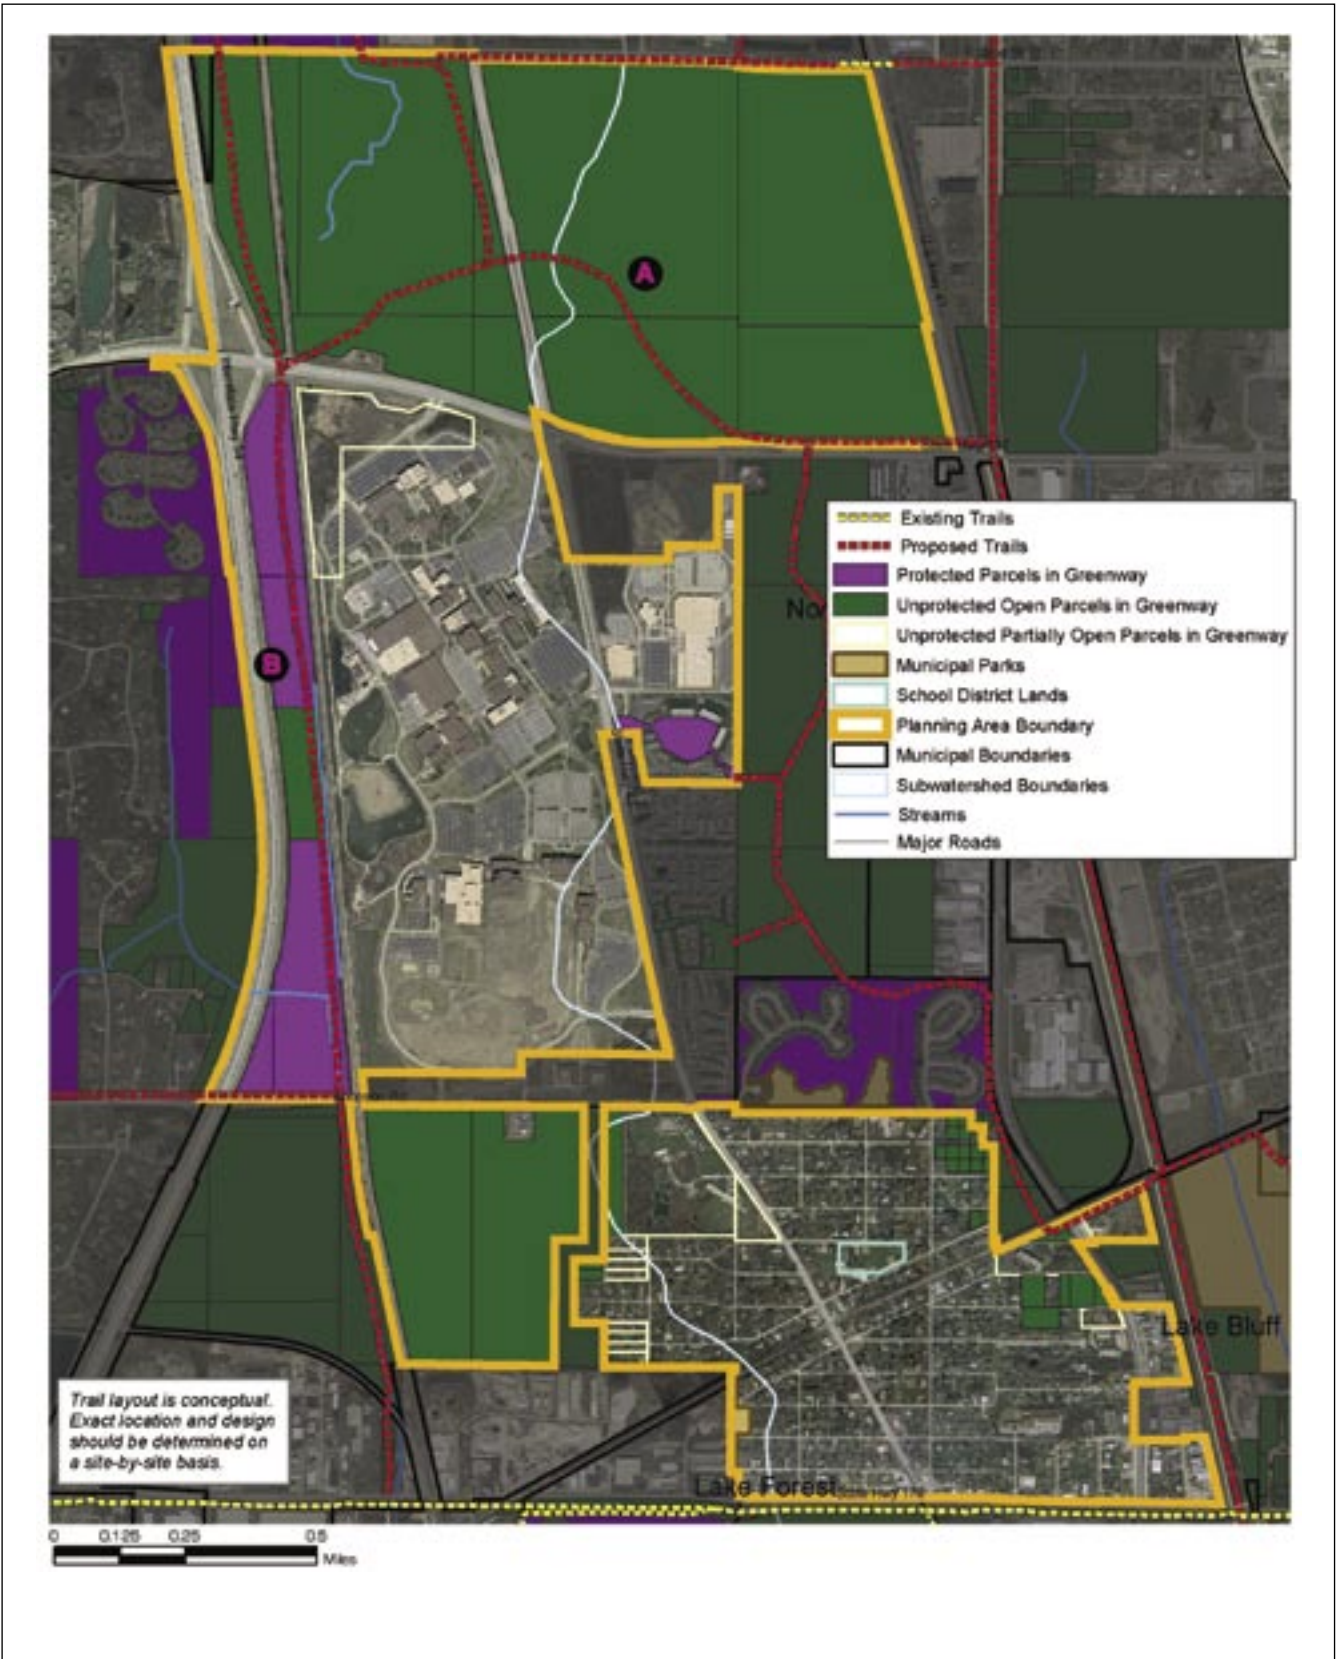 A
B
No
Existing Trails
Proposed Trails
Protected Parcels in Greenway
Unprotected Open Parcels in Greenway
Unprotected Partially Open Parcels in Greenway
Municipal Parks
School District Lands
Planning Area Boundary
Municipal Boundaries
Subwatershed Boundaries
Streams
Major Roads
Lake Bluff
Trail layout is conceptual.
Exact location and design
should be determined on
a site-by-site basis.
Lake Forest
0 0.125 0.25 0.5
Miles